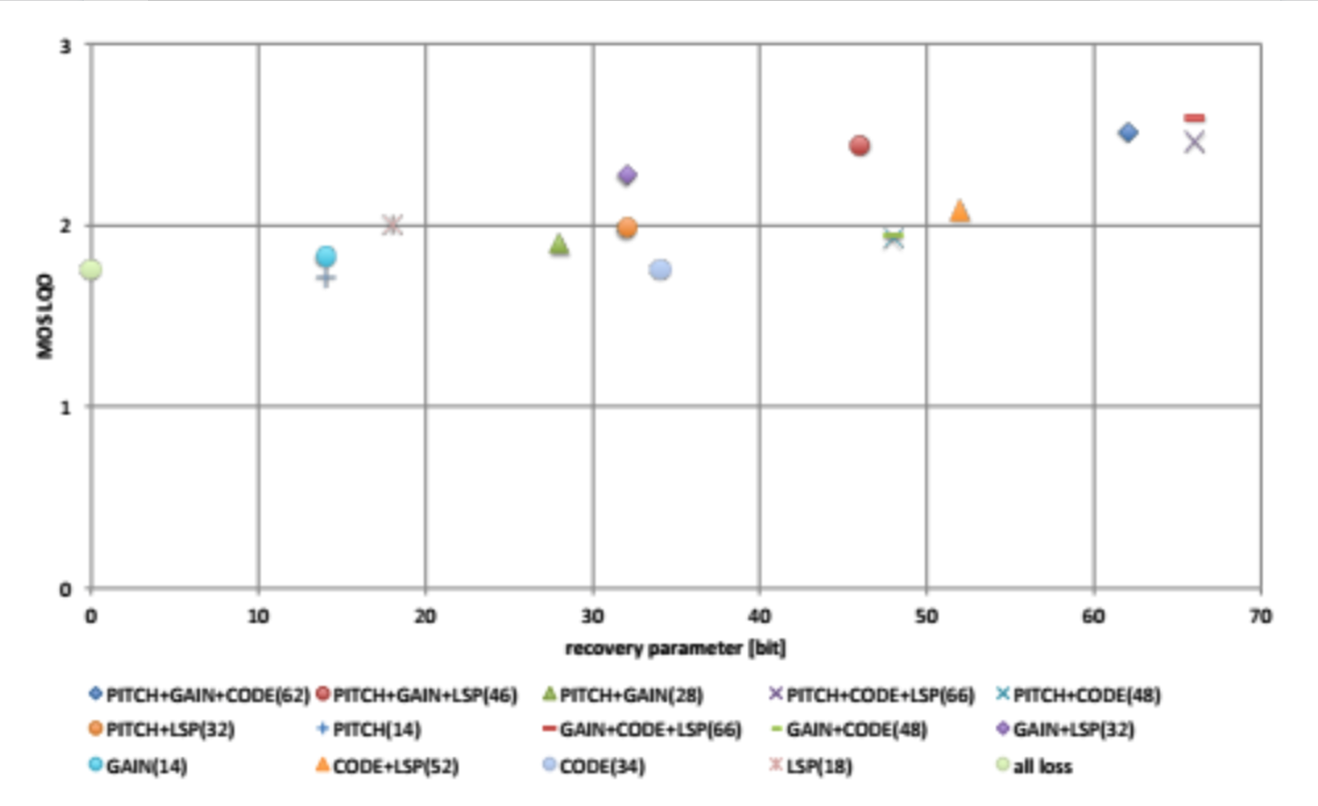 3
2
1
0
MOS LQO
0 10 20 30 40 50 60 70
recovery parameter [bit]
PITCH+GAIN+CODE(62) PITCH+GAIN+LSP(46) PITCH+GAIN(28) PITCH+CODE+LSP(66) PITCH+CODE(48)
PITCH+LSP(32) PITCH(14) GAIN+CODE+LSP(66) GAIN+CODE(48) GAIN+LSP(32)
GAIN(14) CODE+LSP(52) CODE(34) LSP(18) all loss